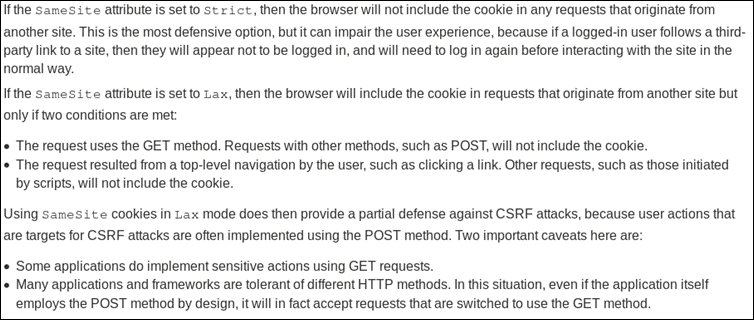 If the SameSite attribute is set to Strict, then the browser will not include the cookie in any requests that originate from
another site. This is the most defensive option, but it can impair the user experience, because if a logged-in user follows a third-
party link to a site, then they will appear not to be logged in, and will need to log in again before interacting with the site in the
normal way.
If the SameSite attribute is set to Lax, then the browser will include the cookie in requests that originate from another site but
only if two conditions are met:
• The request uses the GET method. Requests with other methods, such as POST, will not include the cookie.
• The request resulted from a top-level navigation by the user, such as clicking a link. Other requests, such as those initiated
by scripts, will not include the cookie.
Using SameSite cookies in Lax mode does then provide a partial defense against CSRF attacks, because user actions that
are targets for CSRF attacks are often implemented using the POST method. Two important caveats here are:
• Some applications do implement sensitive actions using GET requests.
• Many applications and frameworks are tolerant of different HTTP methods. In this situation, even if the application itself
employs the POST method by design, it will in fact accept requests that are switched to use the GET method.